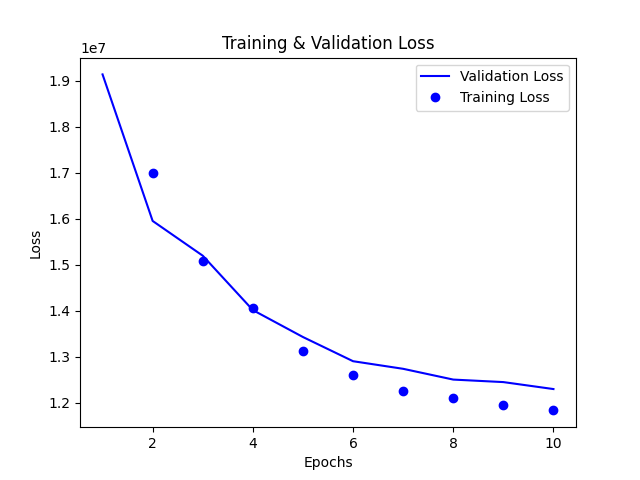 Training & Validation Loss
1e7
Validation Loss
Training Loss
1.9
1.8
1.7
1.6
1.5
1.4
1.3
1.2
Loss
2 4 6 8 10
Epochs